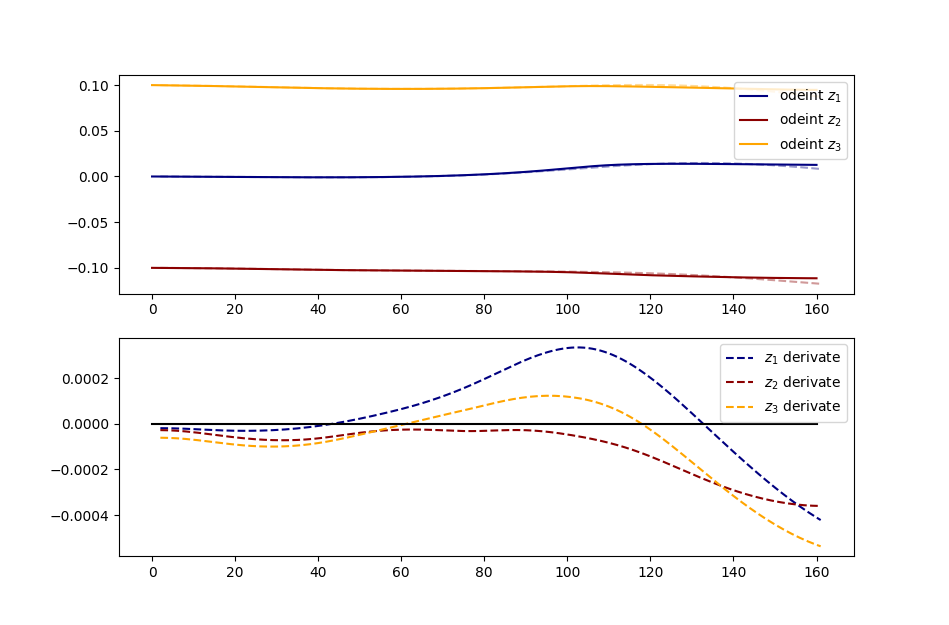 0.10
0.05
0.00
−0.05
−0.10
odeint z₁
odeint z₂
odeint z₃
0 20 40 60 80 100 120 140 160
0.0002
0.0000
−0.0002
−0.0004
z₁ derivate
z₂ derivate
z₃ derivate
0 20 40 60 80 100 120 140 160